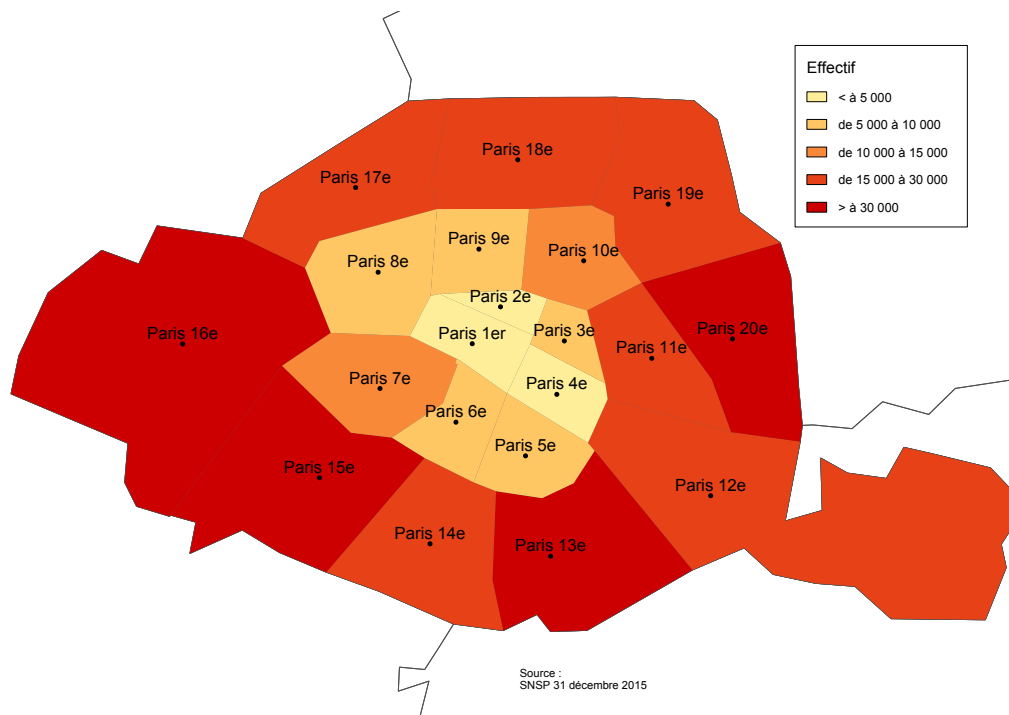 Effectif
< à 5 000
de 5 000 à 10 000
de 10 000 à 15 000
de 15 000 à 30 000
> à 30 000
Paris 18e
Paris 17e
Paris 19e
Paris 9e
Paris 10e
Paris 8e
Paris 2e
Paris 20e
Paris 16e
Paris 1er
Paris 3e
Paris 11e
Paris 7e
Paris 4e
Paris 6e
Paris 5e
Paris 15e
Paris 12e
Paris 14e
Paris 13e
Source :
SNSP 31 décembre 2015